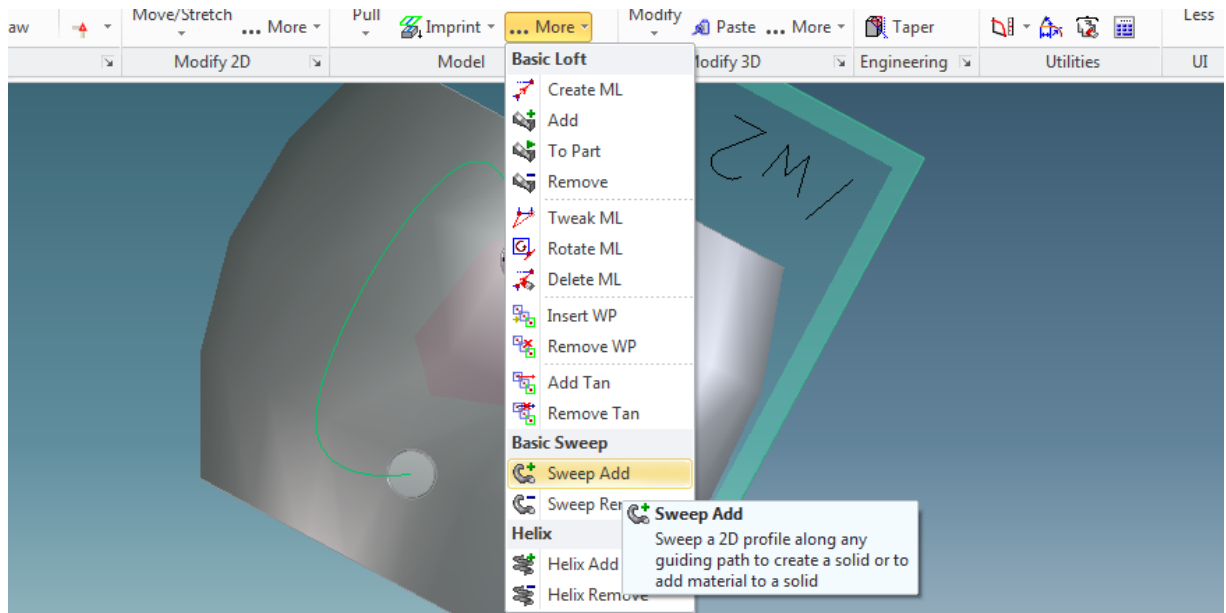 aw
Move/Stretch
... More
Pull
Imprint
... More
Modify
Paste ... More
Taper
Less
Modify 2D
Model
Modify 3D
Engineering
Utilities
UI
Basic Loft
Create ML
Add
To Part
Remove
Tweak ML
Rotate ML
Delete ML
Insert WP
Remove WP
Add Tan
Remove Tan
Basic Sweep
Sweep Add
Sweep Rem
Helix
Helix Add
Helix Remove
Sweep Add
Sweep a 2D profile along any
guiding path to create a solid or to
add material to a solid